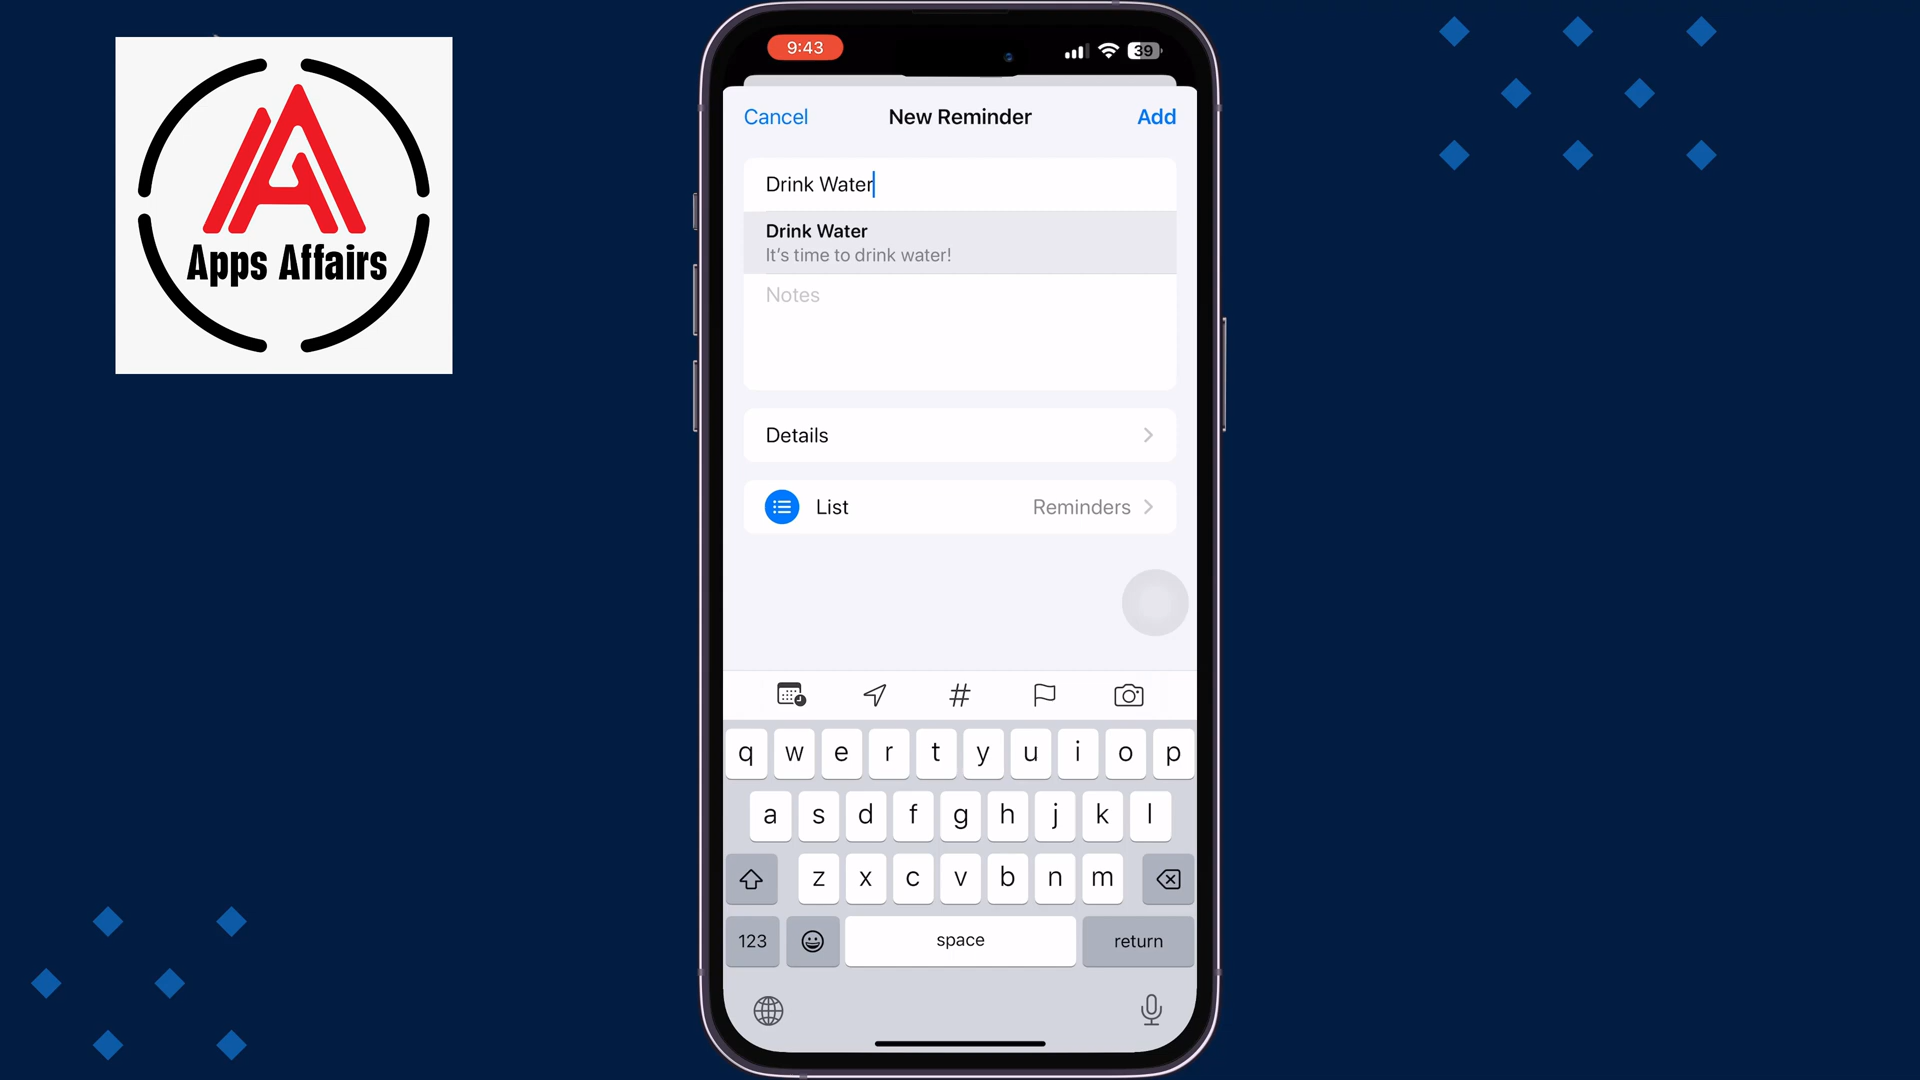 Apps Affairs
9:43
39
Cancel New Reminder Add
Drink Water
Drink Water
It's time to drink water!
Notes
Details
List Reminders
#
q w e r t y u i o p
a s d f g h j k l
z x c v b n m
123 space return